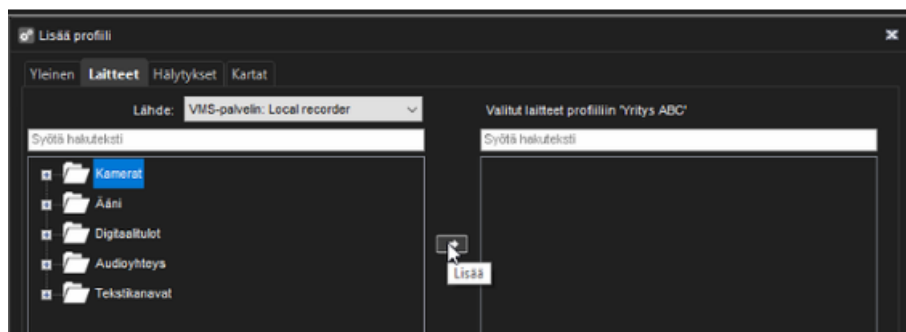 Lisää profiili
Yleinen Laitteet Hälytykset Kartat
Lähde: VMS-palvelin: Local recorder
Valitut laitteet profiiliin "Yritys ABC"
Syötä hakuteksti
Syötä hakuteksti
Kamerat
Ääni
Digitaalitulot
Audioyhteys
Tekstikanavat
Lisää